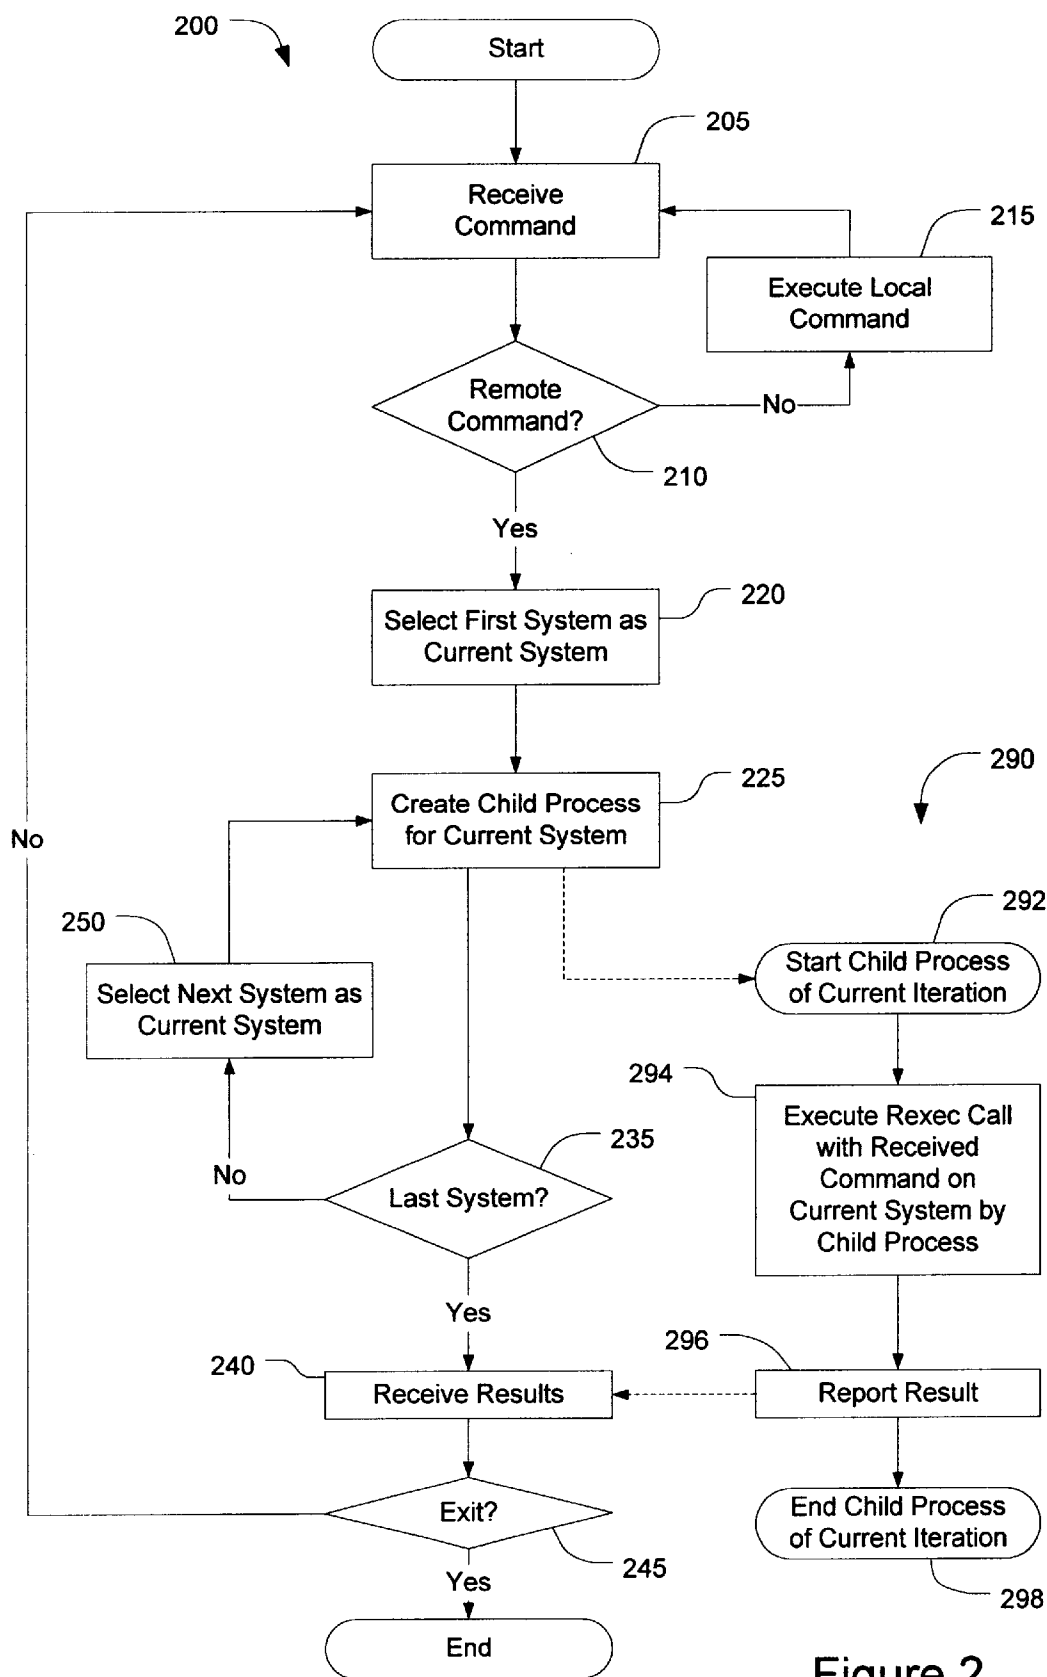 200
Start
205
Receive
Command
215
Execute Local
Command
Remote
Command?
No
210
Yes
220
Select First System as
Current System
290
225
Create Child Process
for Current System
No
292
250
Start Child Process
of Current Iteration
Select Next System as
Current System
294
Execute Rexec Call
with Received
Command on
Current System by
Child Process
235
No
Last System?
Yes
296
240
Receive Results
Report Result
Exit?
End Child Process
of Current Iteration
245
Yes
298
End
Figure 2